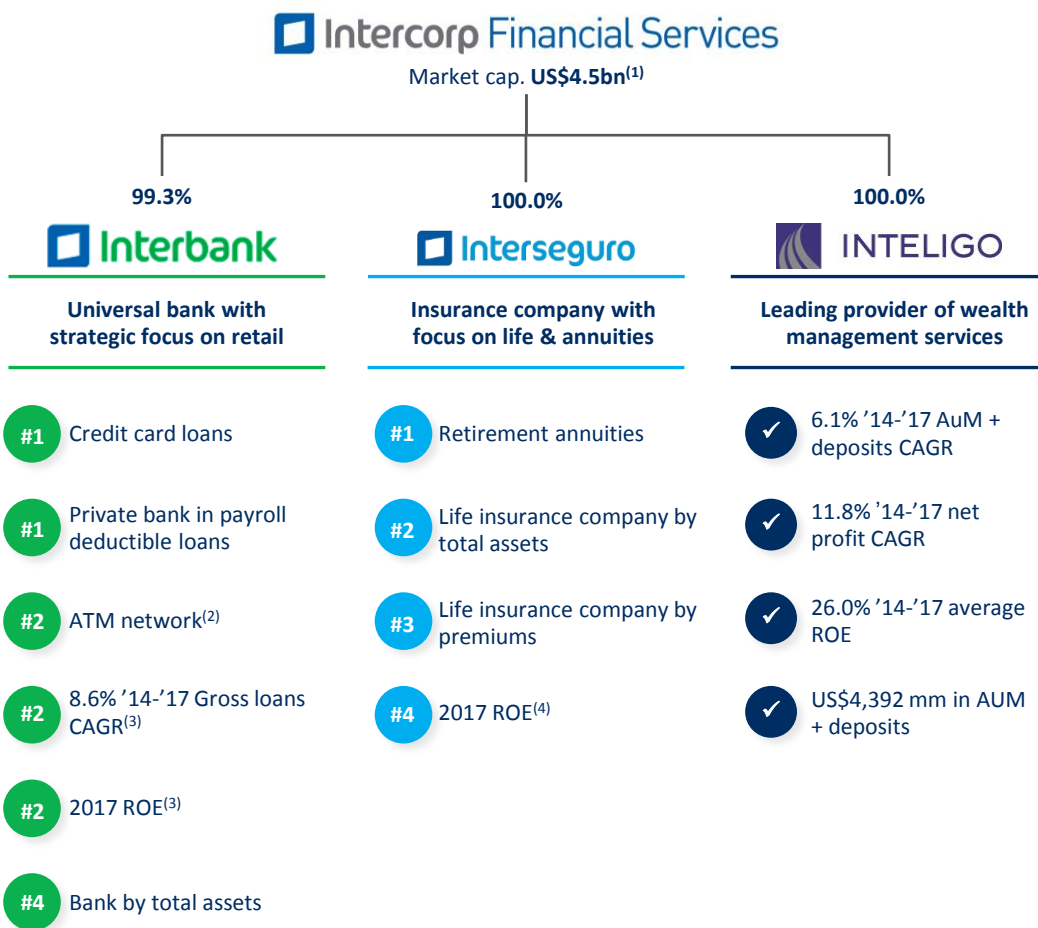 Intercorp Financial Services
Market cap. US$4.5bn(1)
99.3%
Interbank
Universal bank with
strategic focus on retail
#1 Credit card loans
#1 Private bank in payroll
deductible loans
#2 ATM network(2)
#2 8.6% ’14-’17 Gross loans
CAGR(3)
#2 2017 ROE(3)
#4 Bank by total assets
100.0%
Interseguro
Insurance company with
focus on life & annuities
#1 Retirement annuities
#2 Life insurance company by
total assets
#3 Life insurance company by
premiums
#4 2017 ROE(4)
100.0%
INTELIGO
Leading provider of wealth
management services
✓ 6.1% ’14-’17 AuM +
deposits CAGR
✓ 11.8% ’14-’17 net
profit CAGR
✓ 26.0% ’14-’17 average
ROE
✓ US$4,392 mm in AUM
+ deposits